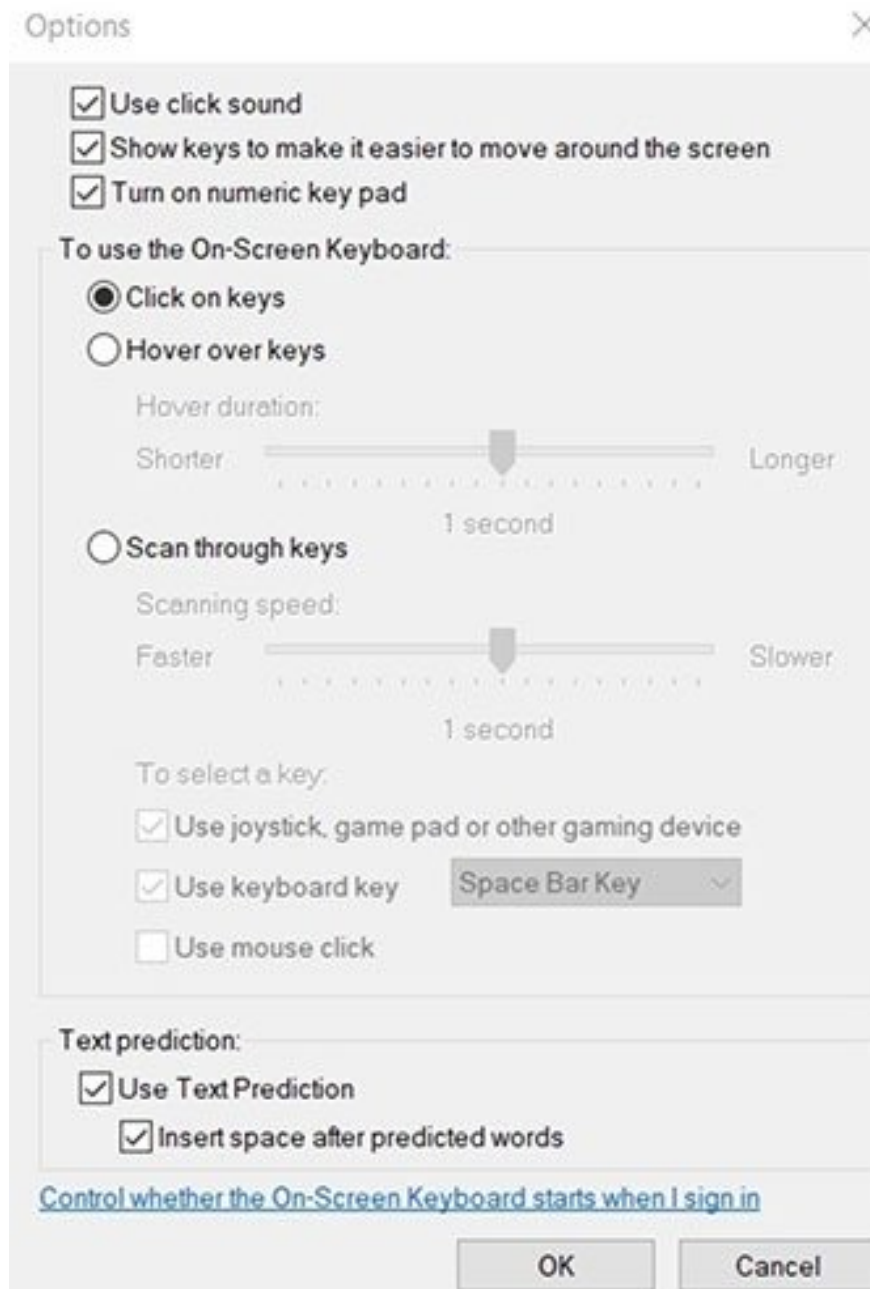 Options
Use click sound
Show keys to make it easier to move around the screen
Turn on numeric key pad
To use the On-Screen Keyboard:
Click on keys
Hover over keys
Hover duration:
Shorter Longer
1 second
Scan through keys
Scanning speed:
Faster Slower
1 second
To select a key:
Use joystick, game pad or other gaming device
Use keyboard key Space Bar Key
Use mouse click
Text prediction:
Use Text Prediction
Insert space after predicted words
Control whether the On-Screen Keyboard starts when I sign in
OK Cancel